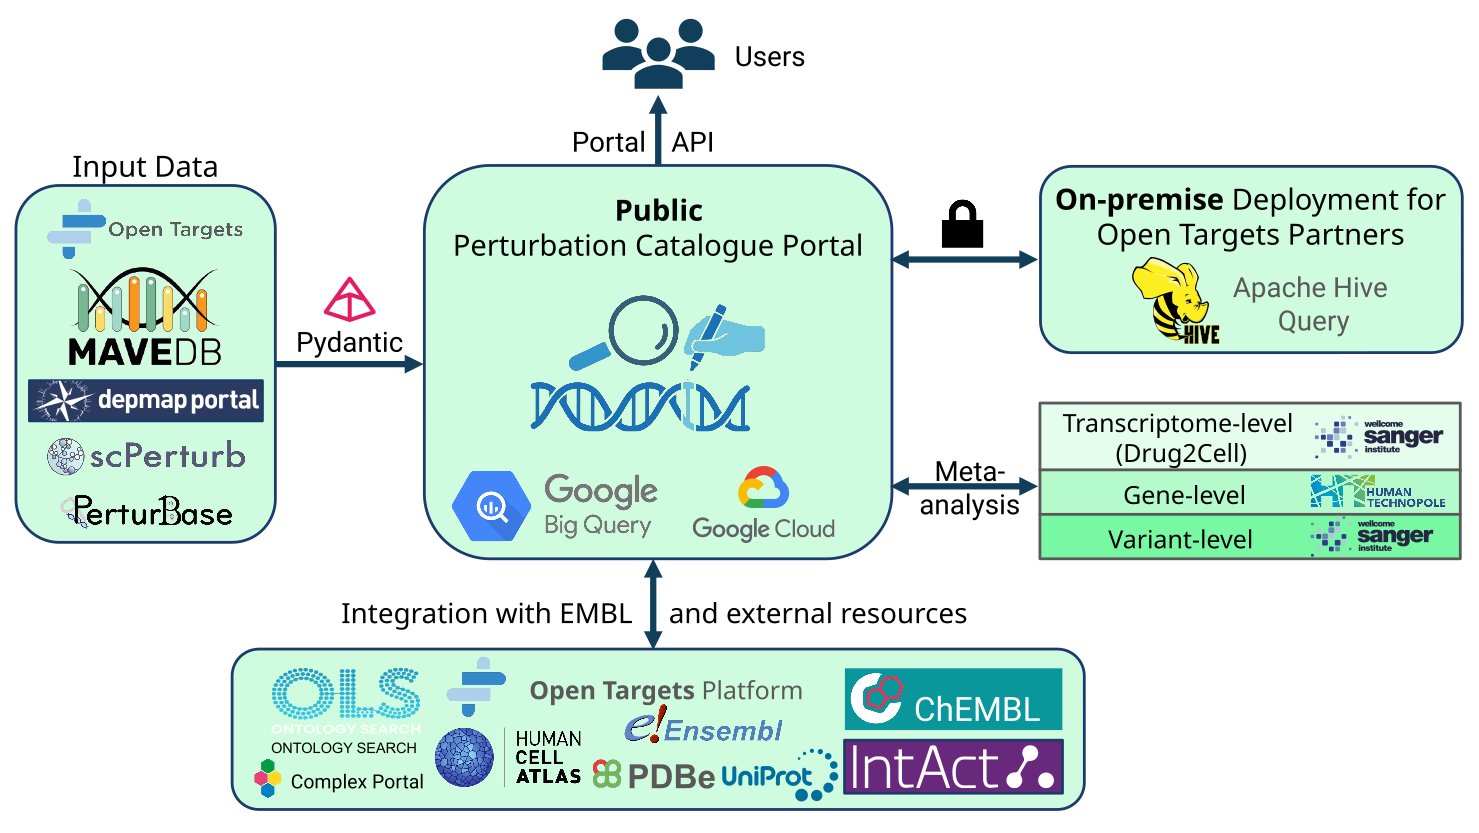 Users
Portal API
Input Data
Open Targets
MAVEDB
depmap portal
scPerturb
PerturBase
Pydantic
Public
Perturbation Catalogue Portal
Google
Big Query
Google Cloud
On-premise Deployment for
Open Targets Partners
HIVE
Apache Hive
Query
Meta-
analysis
Transcriptome-level
(Drug2Cell)
wellcome
sanger
institute
Gene-level
HUMAN
TECHNOPOLE
Variant-level
wellcome
sanger
institute
Integration with EMBL and external resources
OLS
ONTOLOGY SEARCH
ONTOLOGY SEARCH
Complex Portal
Open Targets Platform
e!Ensembl
HUMAN
CELL
ATLAS
PDBe
UniProt
ChEMBL
IntAct